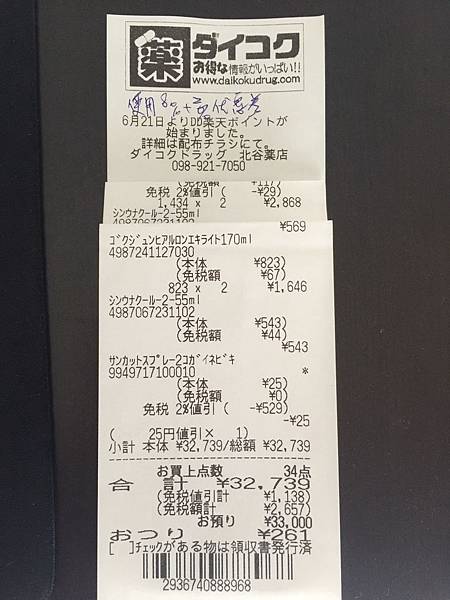 薬 ダイコク
お得な情報がいっぱい!!
www.daikokudrug.com
使用8%+
6月21日よりDD楽天ポイントが
始まりました。
詳細は配布チラシにて。
ダイコクドラッグ 北谷薬店
098-921-7050
免税 2%値引 ( -¥29)
1,434 x 2 ¥2,868
シンウナクール-2-55ml
¥569
ゴクジュンヒアルロンエキライト170ml
4987241127030
(本体 ¥823)
(免税額 ¥67)
823 x 2 ¥1,646
シンウナクール-2-55ml
4987067231102
(本体 ¥543)
(免税額 ¥44)
¥543
サンカットスプレー2コガイネビキ
9949717100010 *
(本体 ¥25)
(免税額 ¥0)
免税 2%値引 ( -¥529)
-¥25
( 25円値引× 1)
小計 本体 ¥32,739/総額 ¥32,739
お買上点数 34点
合 計 ¥32,739
(免税値引計 ¥1,138)
(免税額計 ¥2,657)
お預り ¥33,000
おつり ¥261
[ ]チェックがある物は領収書発行済
2936740888968